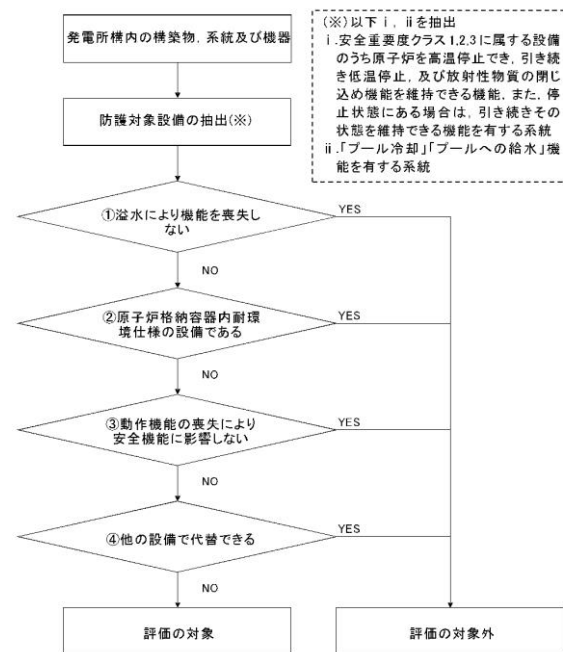 発電所構内の構築物，系統及び機器
防護対象設備の抽出(※)
(※)以下ⅰ，ⅱを抽出
ⅰ.安全重要度クラス1,2,3に属する設備
のうち原子炉を高温停止でき，引き続
き低温停止，及び放射性物質の閉じ
込め機能を維持できる機能，また，停
止状態にある場合は，引き続きその
状態を維持できる機能を有する系統
ⅱ.「プール冷却」「プールへの給水」機
能を有する系統
①溢水により機能を喪失し
ない
YES
NO
②原子炉格納容器内耐環
境仕様の設備である
YES
NO
③動作機能の喪失により
安全機能に影響しない
YES
NO
④他の設備で代替できる
YES
NO
評価の対象
評価の対象外